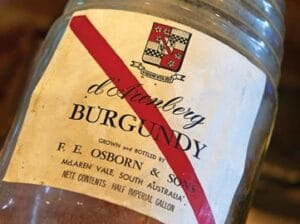 d'Arenberg
BURGUNDY
GROWN AND BOTTLED BY
F. E. OSBORN & SONS
McLAREN VALE, SOUTH AUSTRALIA
NETT CONTENTS: HALF IMPERIAL GALLON